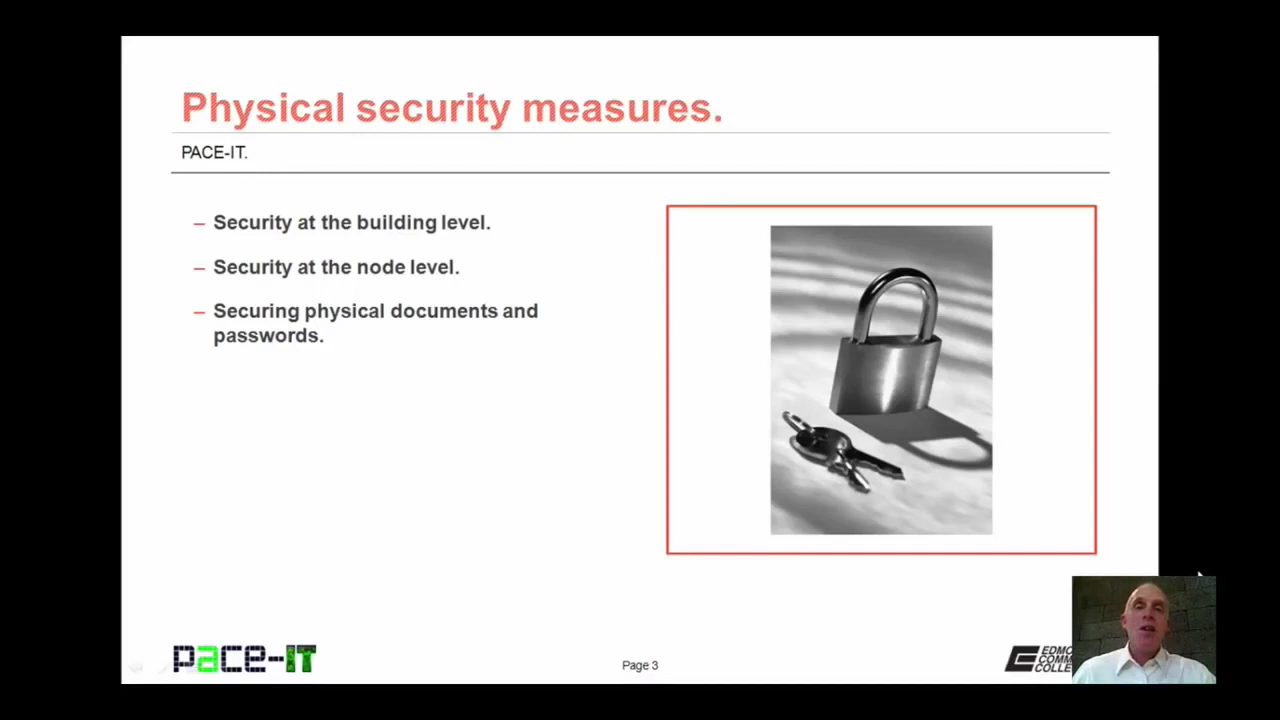 Physical security measures.
PACE-IT.
– Security at the building level.
– Security at the node level.
– Securing physical documents and
passwords.
pace-IT
Page 3